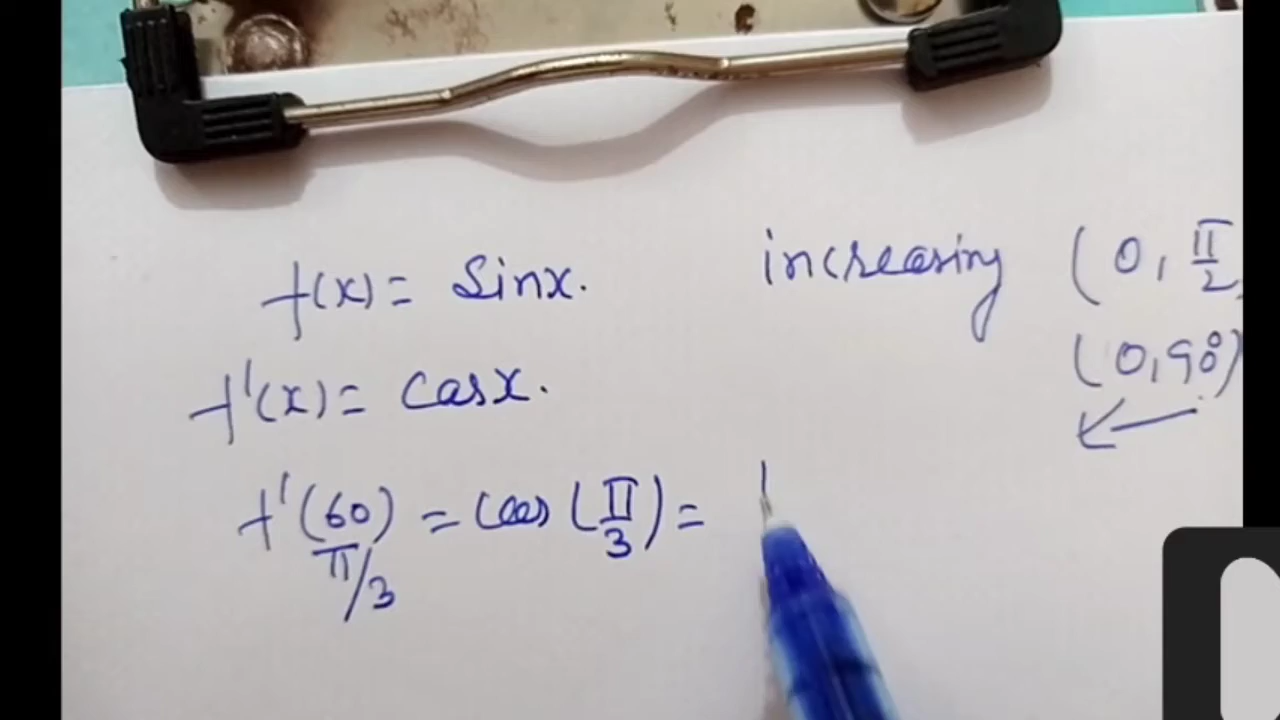 f(x) = Sinx. increasing (0, π/2
(0, 90°)
f'(x) = Cosx.
f'(60) = Cos (π/3) = 1
π/3